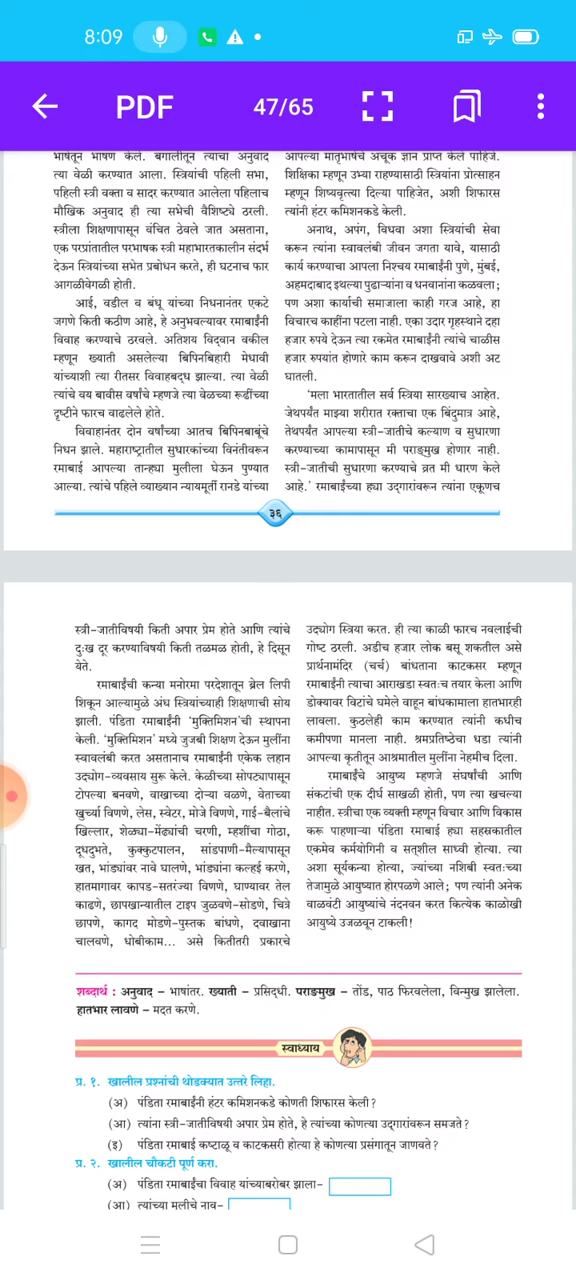 8:09
PDF
47/65
भाषेतून भाषण केले. बंगालीतून त्याचा अनुवाद
त्या वेळी करण्यात आला. स्त्रियांची पहिली सभा,
पहिली स्त्री वक्ता व सादर करण्यात आलेला पहिलाच
मौखिक अनुवाद ही त्या सभेची वैशिष्ट्ये ठरली.
स्त्रीला शिक्षणापासून वंचित ठेवले जात असताना,
एक परप्रांतातील परभाषक स्त्री महाभारतकालीन संदर्भ
देऊन स्त्रियांच्या सभेत प्रबोधन करते, ही घटनाच फार
आगळीवेगळी होती.
आई, वडील व बंधू यांच्या निधनानंतर एकटे
जगणे किती कठीण आहे, हे अनुभवल्यावर रमाबाईंनी
विवाह करण्याचे ठरवले. अतिशय विद्वान वकील
म्हणून ख्याती असलेल्या बिपिनबिहारी मेधावी
यांच्याशी त्या रीतसर विवाहबद्ध झाल्या. त्या वेळी
त्यांचे वय बावीस वर्षांचे म्हणजे त्या वेळच्या रूढींच्या
दृष्टीने फारच वाढलेले होते.
विवाहानंतर दोन वर्षांच्या आतच बिपिनबाबूंचे
निधन झाले. महाराष्ट्रातील सुधारकांच्या विनंतीवरून
रमाबाई आपल्या तान्ह्या मुलीला घेऊन पुण्यात
आल्या. त्यांचे पहिले व्याख्यान न्यायमूर्ती रानडे यांच्या
आपल्या मातृभाषेचे अचूक ज्ञान प्राप्त केले पाहिजे.
शिक्षिका म्हणून उभ्या राहण्यासाठी स्त्रियांना प्रोत्साहन
म्हणून शिष्यवृत्त्या दिल्या पाहिजेत, अशी शिफारस
त्यांनी हंटर कमिशनकडे केली.
अनाथ, अपंग, विधवा अशा स्त्रियांची सेवा
करून त्यांना स्वावलंबी जीवन जगता यावे, यासाठी
कार्य करण्याचा आपला निश्चय रमाबाईंनी पुणे, मुंबई,
अहमदाबाद इथल्या पुढाऱ्यांना व धनवानांना कळवला;
पण अशा कार्याची समाजाला काही गरज आहे, हा
विचारच काहींना पटला नाही. एका उदार गृहस्थाने दहा
हजार रुपये देऊन त्या रकमेत रमाबाईंनी त्यांचे चाळीस
हजार रुपयांत होणारे काम करून दाखवावे अशी अट
घातली.
‘मला भारतातील सर्व स्त्रिया सारख्याच आहेत.
जेथपर्यंत माझ्या शरीरात रक्ताचा एक बिंदुमात्र आहे,
तेथपर्यंत आपल्या स्त्री-जातीचे कल्याण व सुधारणा
करण्याच्या कामापासून मी पराङ्मुख होणार नाही.
स्त्री-जातीची सुधारणा करण्याचे व्रत मी धारण केले
आहे.’ रमाबाईंच्या ह्या उद्गारांवरून त्यांना एकूणच
३६
स्त्री-जातीविषयी किती अपार प्रेम होते आणि त्यांचे
दुःख दूर करण्याविषयी किती तळमळ होती, हे दिसून
येते.
रमाबाईंची कन्या मनोरमा परदेशातून ब्रेल लिपी
शिकून आल्यामुळे अंध स्त्रियांच्याही शिक्षणाची सोय
झाली. पंडिता रमाबाईंनी ‘मुक्तिमिशन’ची स्थापना
केली. ‘मुक्तिमिशन’मध्ये जुजबी शिक्षण देऊन मुलींना
स्वावलंबी करत असतानाच रमाबाईंनी एकेक लहान
उद्योग-व्यवसाय सुरू केले. केळीच्या सोपट्यापासून
टोपल्या बनवणे, वाखाच्या दोऱ्या वळणे, वेताच्या
खुर्च्या विणणे, लेस, स्वेटर, मोजे विणणे, गाई-बैलांचे
खिल्लार, शेळ्या-मेंढ्यांची चरणी, म्हशींचा गोठा,
दूधदुभते, कुक्कुटपालन, सांडपाणी-मैल्यापासून
खत, भांड्यांवर नावे घालणे, भांड्यांना कल्हई करणे,
हातमागावर कापड-सतरंज्या विणणे, घाण्यावर तेल
काढणे, छापखान्यातील टाइप जुळवणे-सोडणे, चित्रे
छापणे, कागद मोडणे-पुस्तक बांधणे, दवाखाना
चालवणे, धोबीकाम... असे कितीतरी प्रकारचे
उद्योग स्त्रिया करत. ही त्या काळी फारच नवलाईची
गोष्ट ठरली. अडीच हजार लोक बसू शकतील असे
प्रार्थनामंदिर (चर्च) बांधताना काटकसर म्हणून
रमाबाईंनी त्याचा आराखडा स्वतःच तयार केला आणि
डोक्यावर विटांचे घमेले वाहून बांधकामाला हातभारही
लावला. कुठलेही काम करण्यात त्यांनी कधीच
कमीपणा मानला नाही. श्रमप्रतिष्ठेचा धडा त्यांनी
आपल्या कृतीतून आश्रमातील मुलींना नेहमीच दिला.
रमाबाईंचे आयुष्य म्हणजे संघर्षांची आणि
संकटांची एक दीर्घ साखळी होती, पण त्या खचल्या
नाहीत. स्त्रीचा एक व्यक्ती म्हणून विचार आणि विकास
करू पाहणाऱ्या पंडिता रमाबाई ह्या सहस्रकातील
एकमेव कर्मयोगिनी व सत्शील साध्वी होत्या. त्या
अशा सूर्यकन्या होत्या, ज्यांच्या नशिबी स्वतःच्या
तेजामुळे आयुष्यात होरपळणे आले; पण त्यांनी अनेक
वाळवंटी आयुष्यांचे नंदनवन करत कित्येक काळोखी
आयुष्ये उजळवून टाकली!
शब्दार्थ : अनुवाद – भाषांतर. ख्याती – प्रसिद्धी. पराङमुख – तोंड, पाठ फिरवलेला, विन्मुख झालेला.
हातभार लावणे – मदत करणे.
स्वाध्याय
प्र. १. खालील प्रश्नांची थोडक्यात उत्तरे लिहा.
(अ) पंडिता रमाबाईंनी हंटर कमिशनकडे कोणती शिफारस केली?
(आ) त्यांना स्त्री-जातीविषयी अपार प्रेम होते, हे त्यांच्या कोणत्या उद्गारांवरून समजते?
(इ) पंडिता रमाबाई कष्टाळू व काटकसरी होत्या हे कोणत्या प्रसंगातून जाणवते?
प्र. २. खालील चौकटी पूर्ण करा.
(अ) पंडिता रमाबाईंचा विवाह यांच्याबरोबर झाला–
(आ) त्यांच्या मुलीचे नाव–